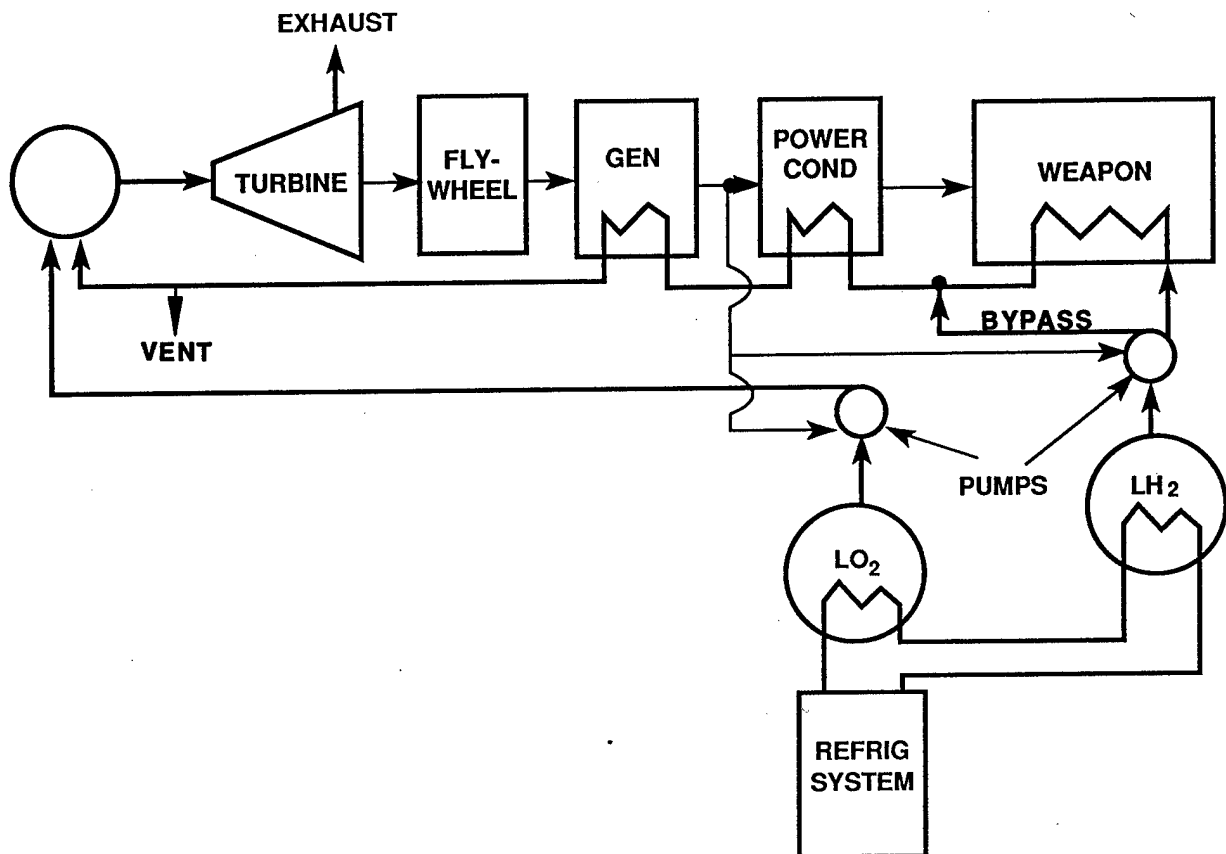 EXHAUST
TURBINE
FLY-
WHEEL
GEN
POWER
COND
WEAPON
VENT
BYPASS
PUMPS
LH2
LO2
REFRIG
SYSTEM